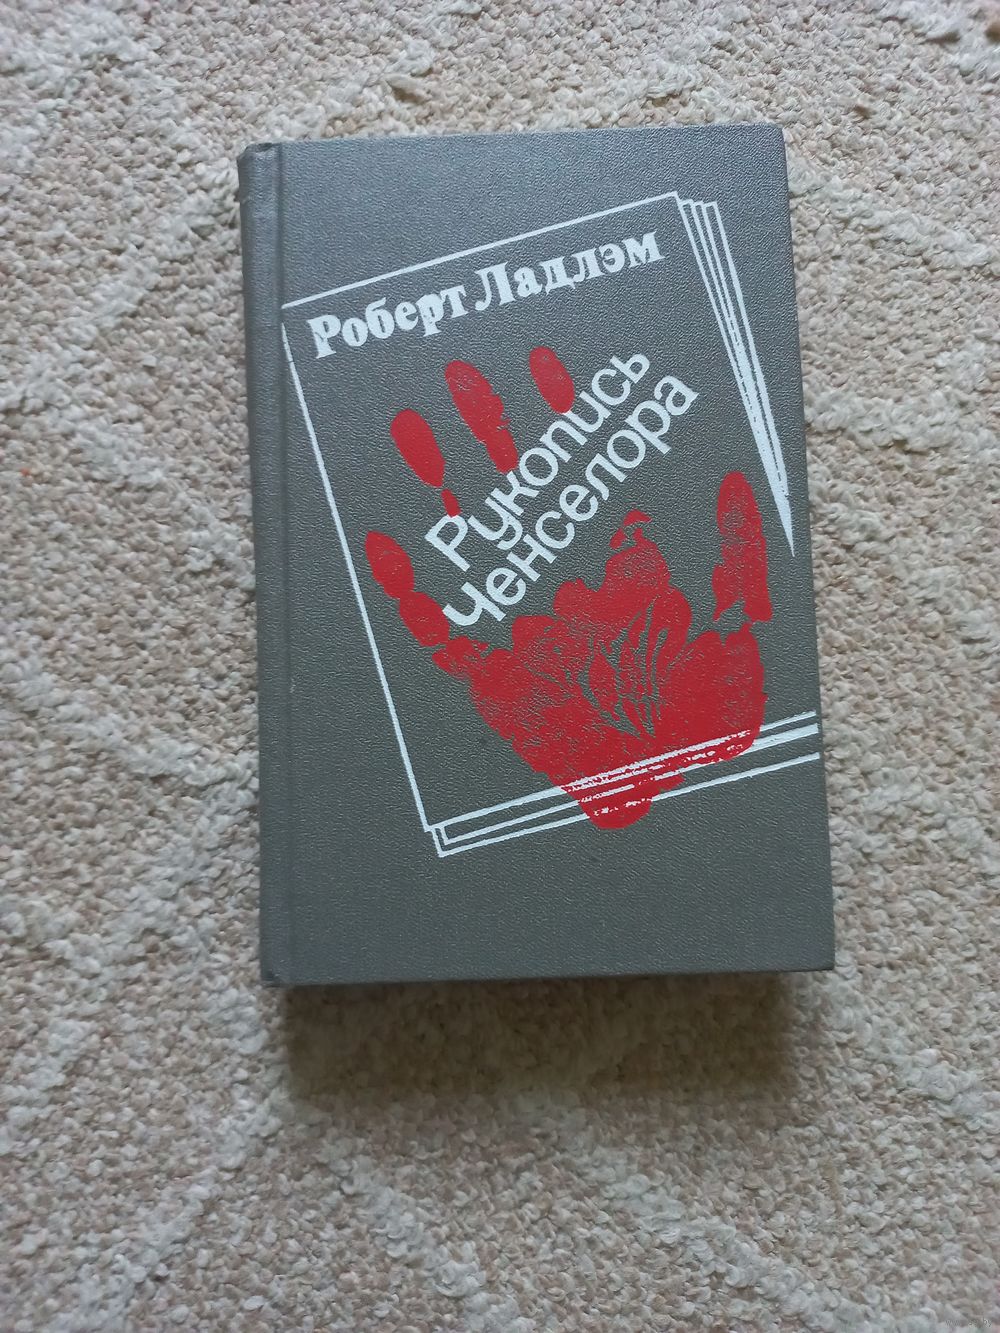 Роберт Ладлэм
Рукопись
Ченселора